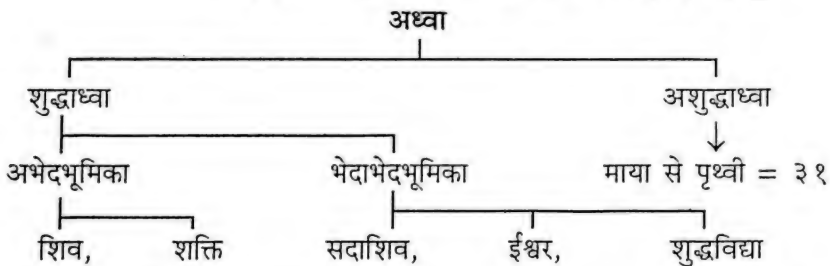 अध्वा
शुद्धाध्वा अशुद्धाध्वा
अभेदभूमिका भेदाभेदभूमिका माया से पृथ्वी = ३१
शिव, शक्ति सदाशिव, ईश्वर, शुद्धविद्या